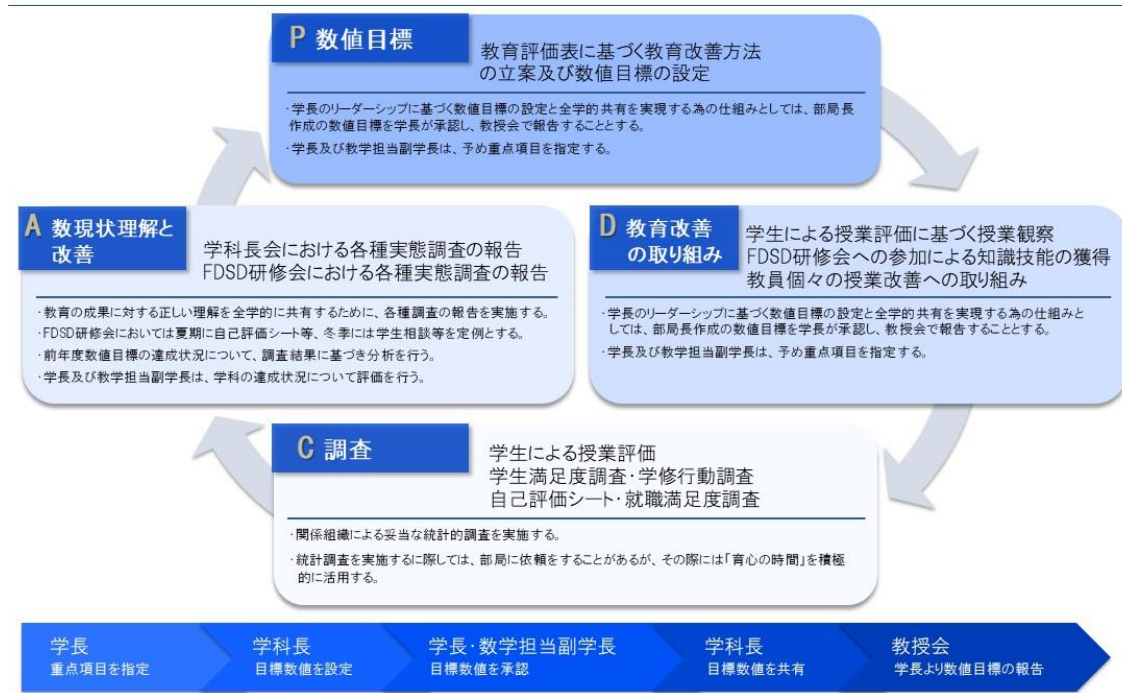 P 数値目標
教育評価表に基づく教育改善方法
の立案及び数値目標の設定
・学長のリーダーシップに基づく数値目標の設定と全学的共有を実現する為の仕組みとしては、部局長
作成の数値目標を学長が承認し、教授会で報告することとする。
・学長及び教学担当副学長は、予め重点項目を指定する。
A 数現状理解と
改善
学科長会における各種実態調査の報告
FDSD研修会における各種実態調査の報告
・教育の成果に対する正しい理解を全学的に共有するために、各種調査の報告を実施する。
・FDSD研修会においては夏期に自己評価シート等、冬季には学生相談等を定例とする。
・前年度数値目標の達成状況について、調査結果に基づき分析を行う。
・学長及び教学担当副学長は、学科の達成状況について評価を行う。
D 教育改善
の取り組み
学生による授業評価に基づく授業観察
FDSD研修会への参加による知識技能の獲得
教員個々の授業改善への取り組み
・学長のリーダーシップに基づく数値目標の設定と全学的共有を実現する為の仕組みと
しては、部局長作成の数値目標を学長が承認し、教授会で報告することとする。
・学長及び教学担当副学長は、予め重点項目を指定する。
C 調査
学生による授業評価
学生満足度調査・学修行動調査
自己評価シート・就職満足度調査
・関係組織による妥当な統計的調査を実施する。
・統計調査を実施するに際しては、部局に依頼をすることがあるが、その際には「育心の時間」を積極
的に活用する。
学長
重点項目を指定
学科長
目標数値を設定
学長・数学担当副学長
目標数値を承認
学科長
目標数値を共有
教授会
学長より数値目標の報告